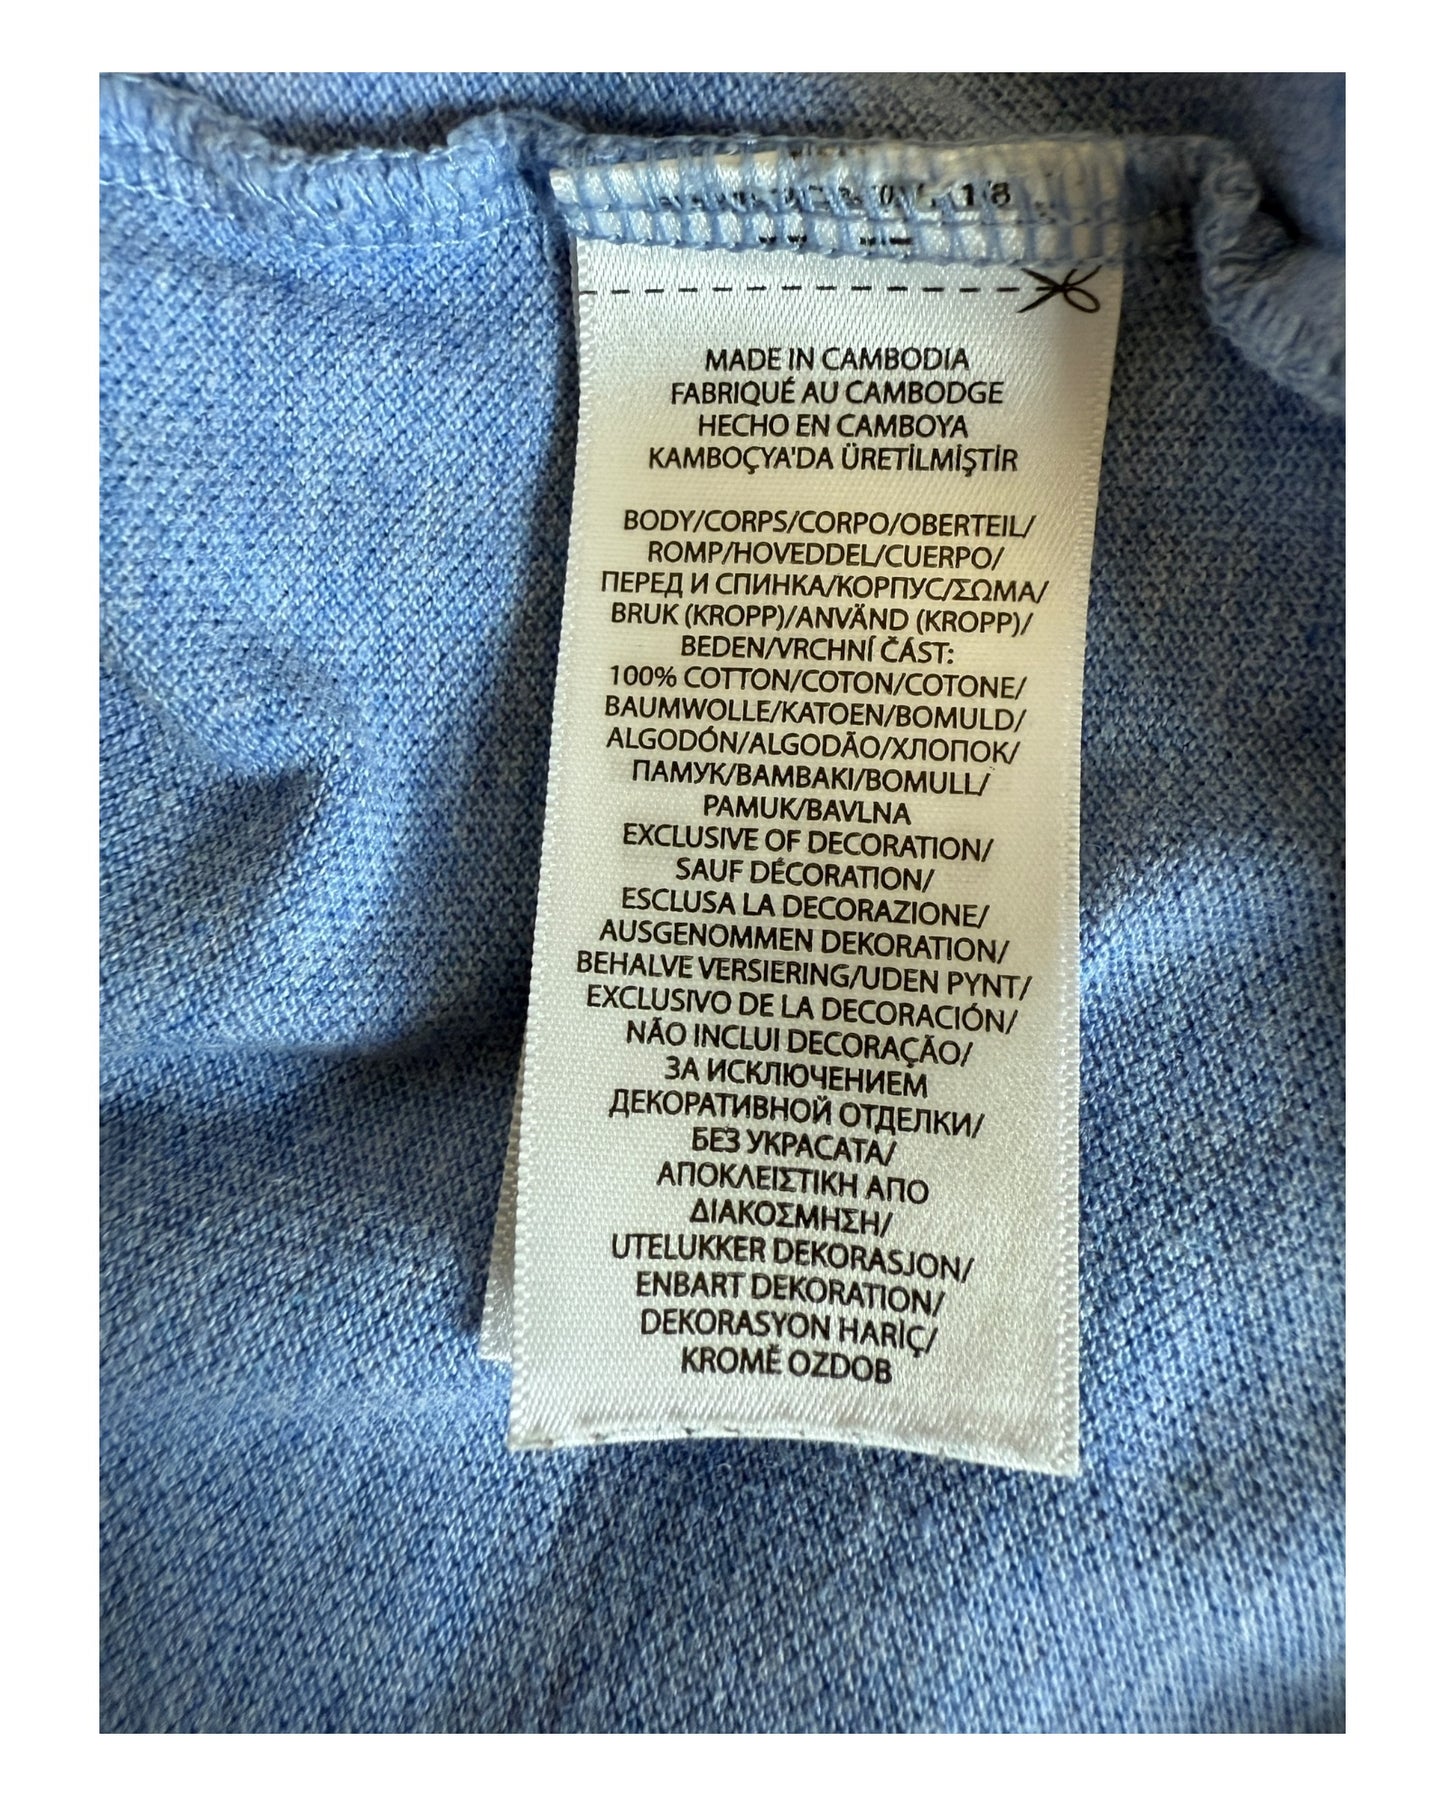 18
MADE IN CAMBODIA
FABRIQUÉ AU CAMBODGE
HECHO EN CAMBOYA
KAMBOÇYA'DA ÜRETİLMİŞTİR
BODY/CORPS/CORPO/OBERTEIL/
ROMP/HOVEDDEL/CUERPO/
ПЕРЕД И СПИНКА/КОРПУС/ΣΩΜΑ/
BRUK (KROPP)/ANVÄND (KROPP)/
BEDEN/VRCHNÍ ČÁST:
100% COTTON/COTON/COTONE/
BAUMWOLLE/KATOEN/BOMULD/
ALGODÓN/ALGODÃO/ХЛОПОК/
ПАМУК/ΒΑΜΒΑΚΙ/BOMULL/
PAMUK/BAVLNA
EXCLUSIVE OF DECORATION/
SAUF DÉCORATION/
ESCLUSA LA DECORAZIONE/
AUSGENOMMEN DEKORATION/
BEHALVE VERSIERING/UDEN PYNT/
EXCLUSIVO DE LA DECORACIÓN/
NÃO INCLUI DECORAÇÃO/
ЗА ИСКЛЮЧЕНИЕМ
ДЕКОРАТИВНОЙ ОТДЕЛКИ/
БЕЗ УКРАСАТА/
ΑΠΟΚΛΕΙΣΤΙΚΗ ΑΠΟ
ΔΙΑΚΟΣΜΗΣΗ/
UTELUKKER DEKORASJON/
ENBART DEKORATION/
DEKORASYON HARİÇ/
KROMĚ OZDOB